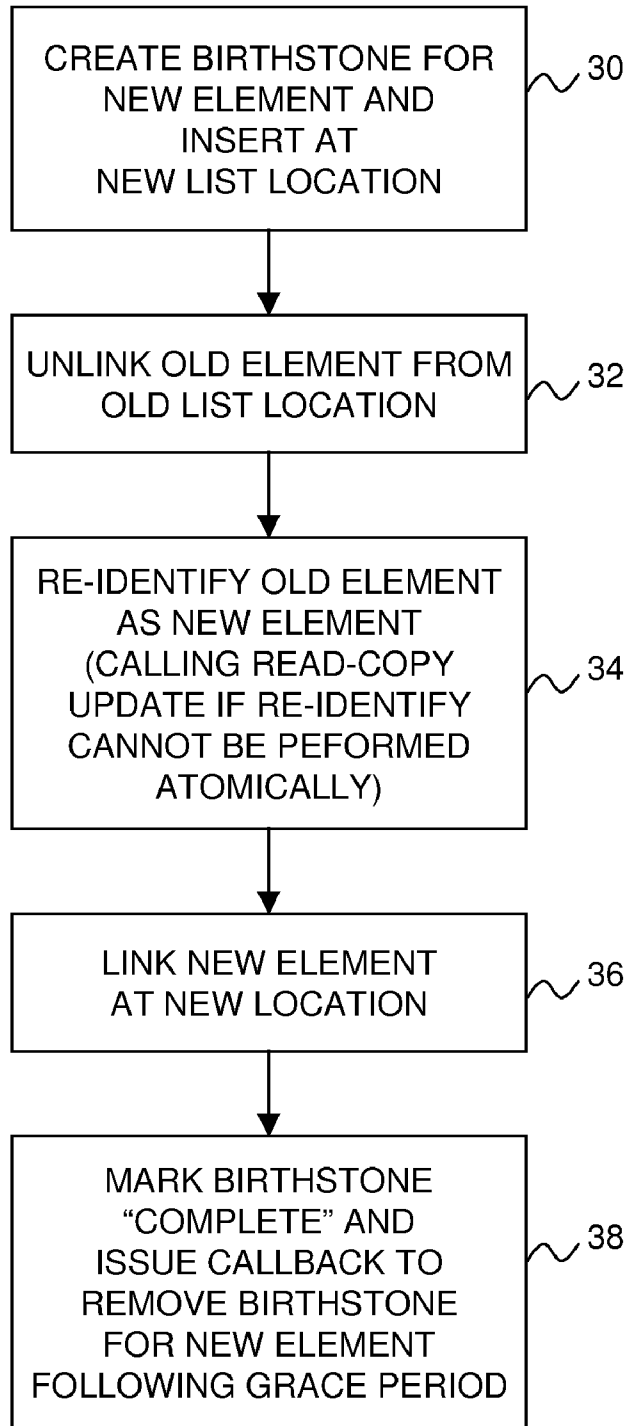 CREATE BIRTHSTONE FOR
NEW ELEMENT AND
INSERT AT
NEW LIST LOCATION
30
UNLINK OLD ELEMENT FROM
OLD LIST LOCATION
32
RE-IDENTIFY OLD ELEMENT
AS NEW ELEMENT
(CALLING READ-COPY
UPDATE IF RE-IDENTIFY
CANNOT BE PEFORMED
ATOMICALLY)
34
LINK NEW ELEMENT
AT NEW LOCATION
36
MARK BIRTHSTONE
“COMPLETE” AND
ISSUE CALLBACK TO
REMOVE BIRTHSTONE
FOR NEW ELEMENT
FOLLOWING GRACE PERIOD
38